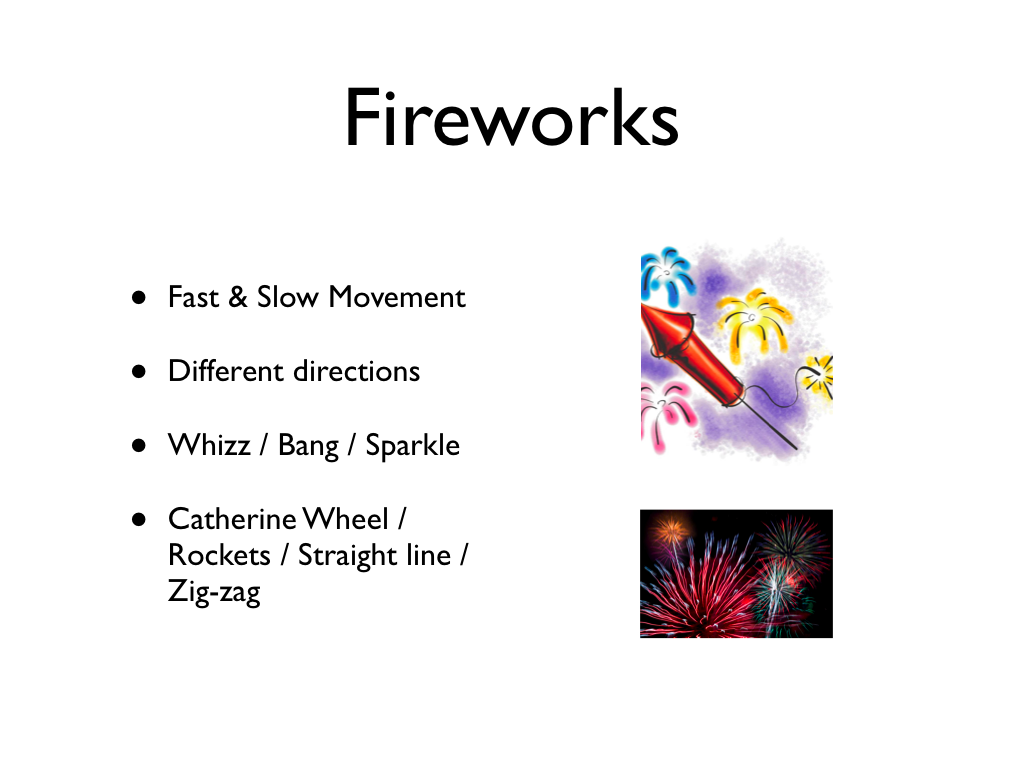 Fireworks
• Fast & Slow Movement
• Different directions
• Whizz / Bang / Sparkle
• Catherine Wheel /
Rockets / Straight line /
Zig-zag